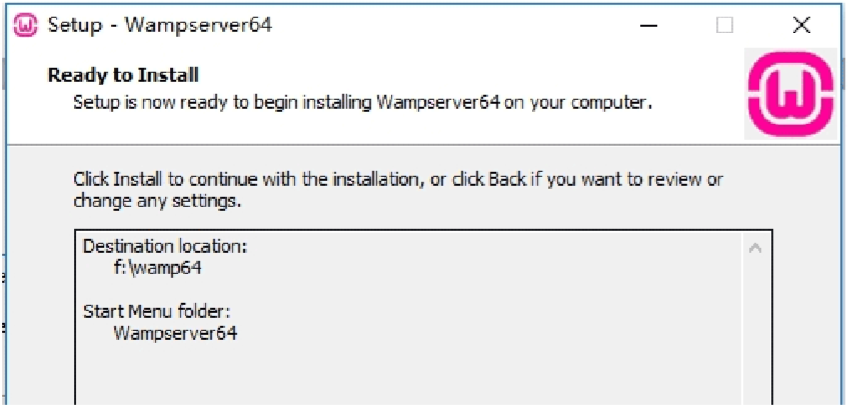 Setup - Wampserver64
Ready to Install
Setup is now ready to begin installing Wampserver64 on your computer.
Click Install to continue with the installation, or click Back if you want to review or
change any settings.
Destination location:
f:\wamp64
Start Menu folder:
Wampserver64